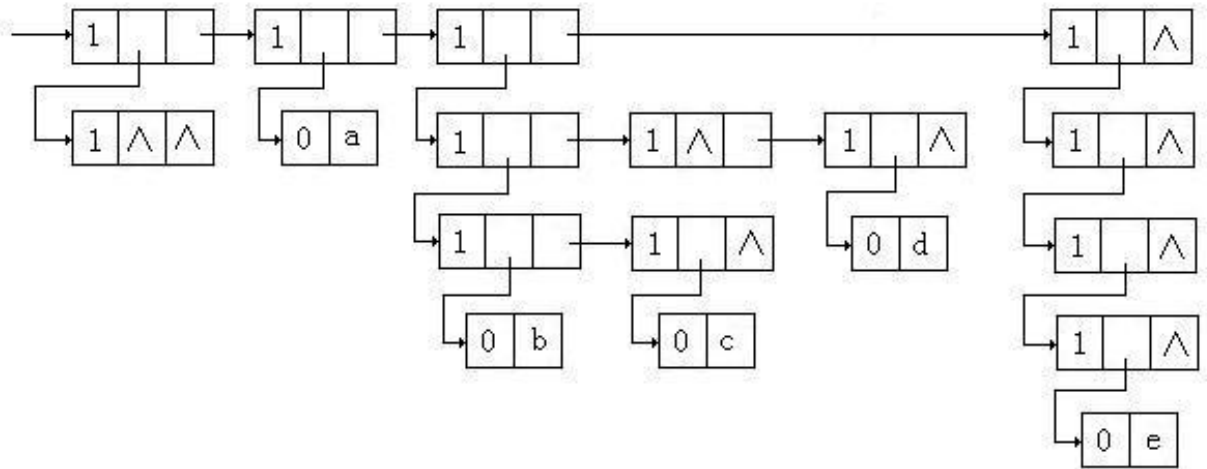 1 1 1 1 ∧
1 ∧ ∧ 0 a 1 1 ∧ 1 ∧ 1 ∧
1 1 ∧ 0 d 1 ∧
0 b 0 c 1 ∧
0 e